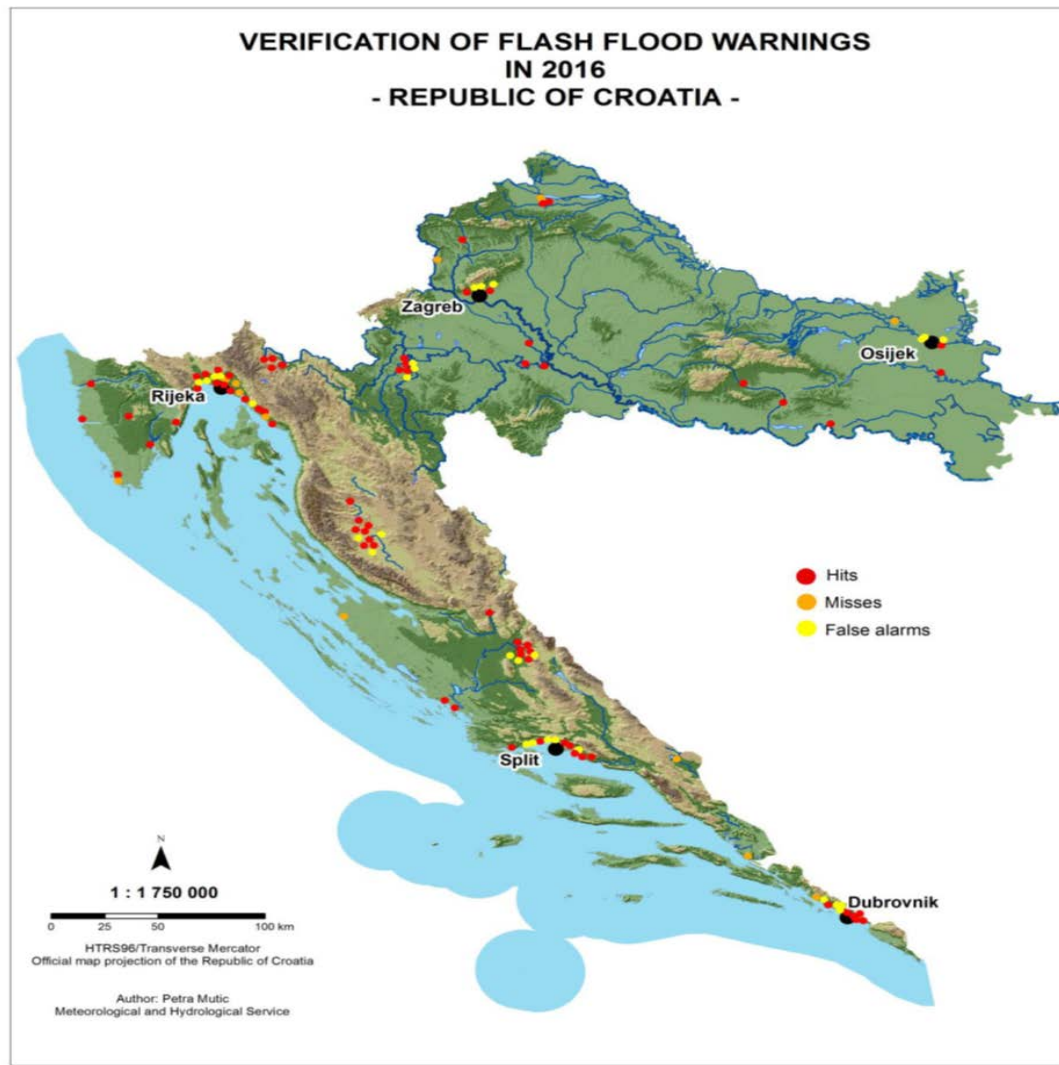 VERIFICATION OF FLASH FLOOD WARNINGS
IN 2016
- REPUBLIC OF CROATIA -
Zagreb
Osijek
Rijeka
Hits
Misses
False alarms
Split
Dubrovnik
N
1 : 1 750 000
0 25 50 100 km
HTRS96/Transverse Mercator
Official map projection of the Republic of Croatia
Author: Petra Mutic
Meteorological and Hydrological Service